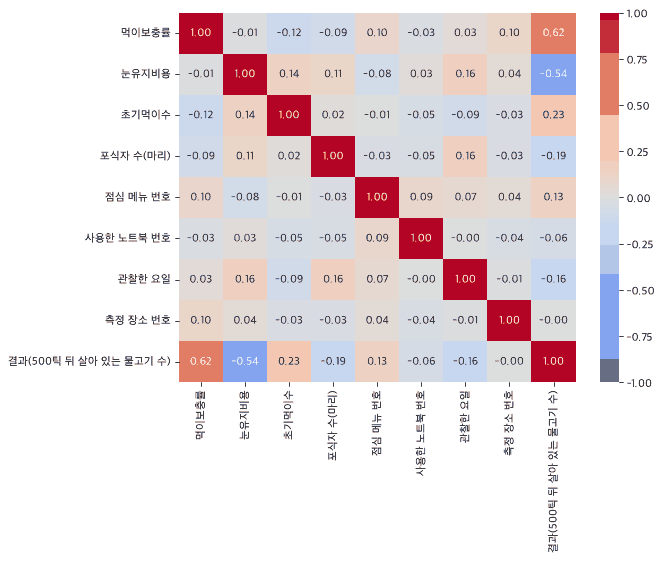 먹이보충률 1.00 -0.01 -0.12 -0.09 0.10 -0.03 0.03 0.10 0.62
눈유지비용 -0.01 1.00 0.14 0.11 -0.08 0.03 0.16 0.04 -0.54
초기먹이수 -0.12 0.14 1.00 0.02 -0.01 -0.05 -0.09 -0.03 0.23
포식자 수(마리) -0.09 0.11 0.02 1.00 -0.03 -0.05 0.16 -0.03 -0.19
점심 메뉴 번호 0.10 -0.08 -0.01 -0.03 1.00 0.09 0.07 0.04 0.13
사용한 노트북 번호 -0.03 0.03 -0.05 -0.05 0.09 1.00 -0.00 -0.04 -0.06
관찰한 요일 0.03 0.16 -0.09 0.16 0.07 -0.00 1.00 -0.01 -0.16
측정 장소 번호 0.10 0.04 -0.03 -0.03 0.04 -0.04 -0.01 1.00 -0.00
결과(500틱 뒤 살아 있는 물고기 수) 0.62 -0.54 0.23 -0.19 0.13 -0.06 -0.16 -0.00 1.00
먹이보충률
눈유지비용
초기먹이수
포식자 수(마리)
점심 메뉴 번호
사용한 노트북 번호
관찰한 요일
측정 장소 번호
결과(500틱 뒤 살아 있는 물고기 수)
1.00
0.75
0.50
0.25
0.00
-0.25
-0.50
-0.75
-1.00